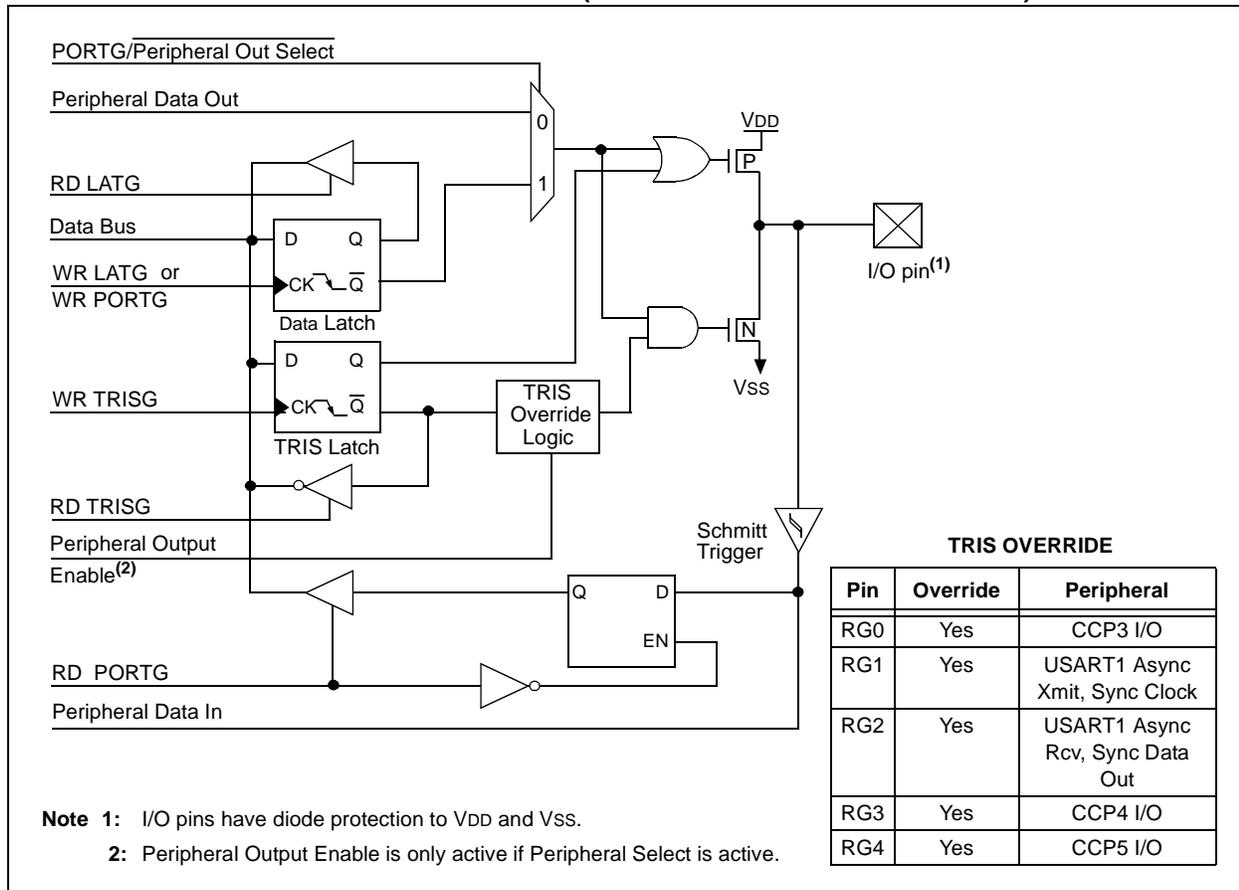 PORTG/Peripheral Out Select
Peripheral Data Out
RD LATG
Data Bus
WR LATG or
WR PORTG
D Q
CK Q
Data Latch
D Q
CK Q
TRIS Latch
WR TRISG
RD TRISG
Peripheral Output
Enable(2)
RD PORTG
Peripheral Data In
0
1
TRIS
Override
Logic
VDD
P
N
VSS
I/O pin(1)
Schmitt
Trigger
Q D
EN
TRIS OVERRIDE
Pin Override Peripheral
RG0 Yes CCP3 I/O
RG1 Yes USART1 Async
Xmit, Sync Clock
RG2 Yes USART1 Async
Rcv, Sync Data
Out
RG3 Yes CCP4 I/O
RG4 Yes CCP5 I/O
Note 1: I/O pins have diode protection to VDD and VSS.
2: Peripheral Output Enable is only active if Peripheral Select is active.